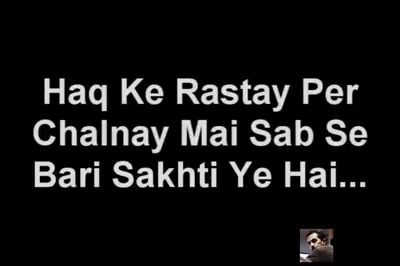 Haq Ke Rastay Per
Chalnay Mai Sab Se
Bari Sakhti Ye Hai...